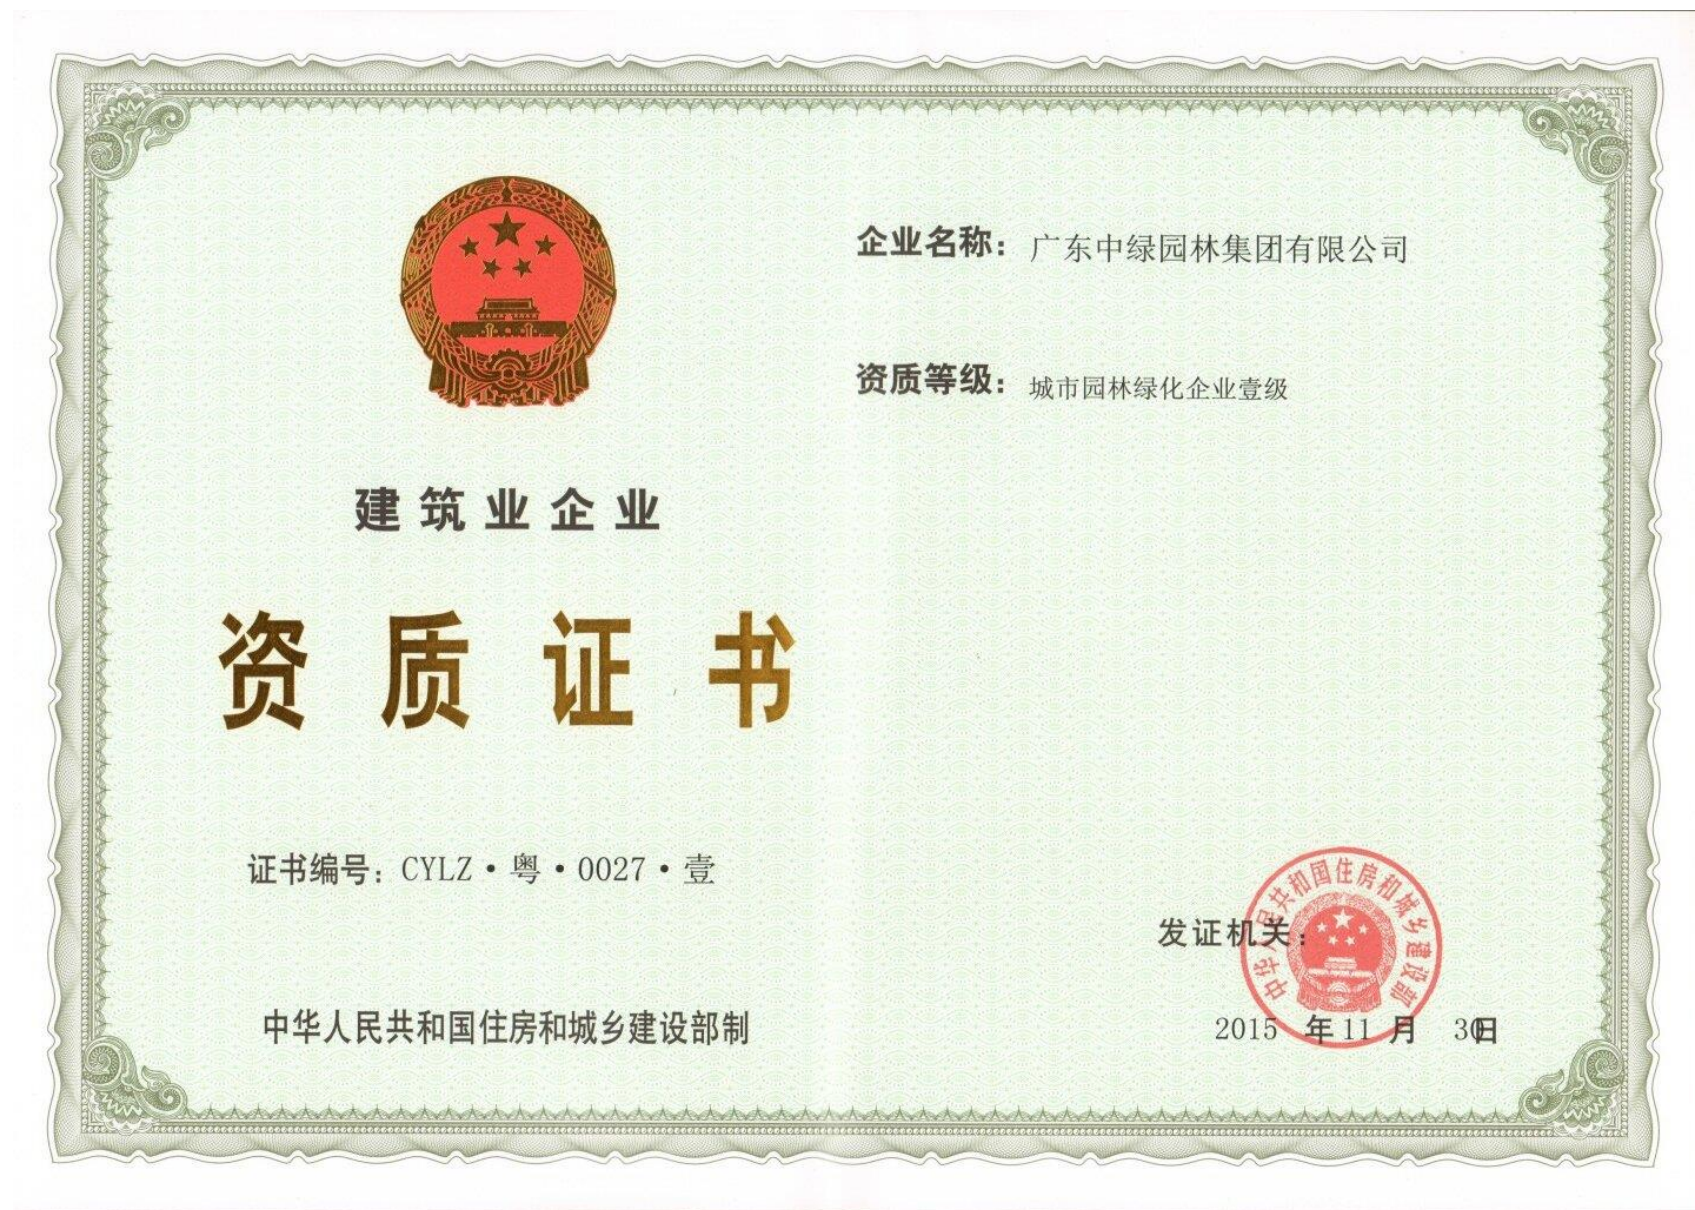 建筑业企业
资质证书
证书编号：CYLZ·粤·0027·壹
中华人民共和国住房和城乡建设部制
企业名称：广东中绿园林集团有限公司
资质等级：城市园林绿化企业壹级
发证机关：
中华人民共和国住房和城乡建设部
2015 年 11 月 30日